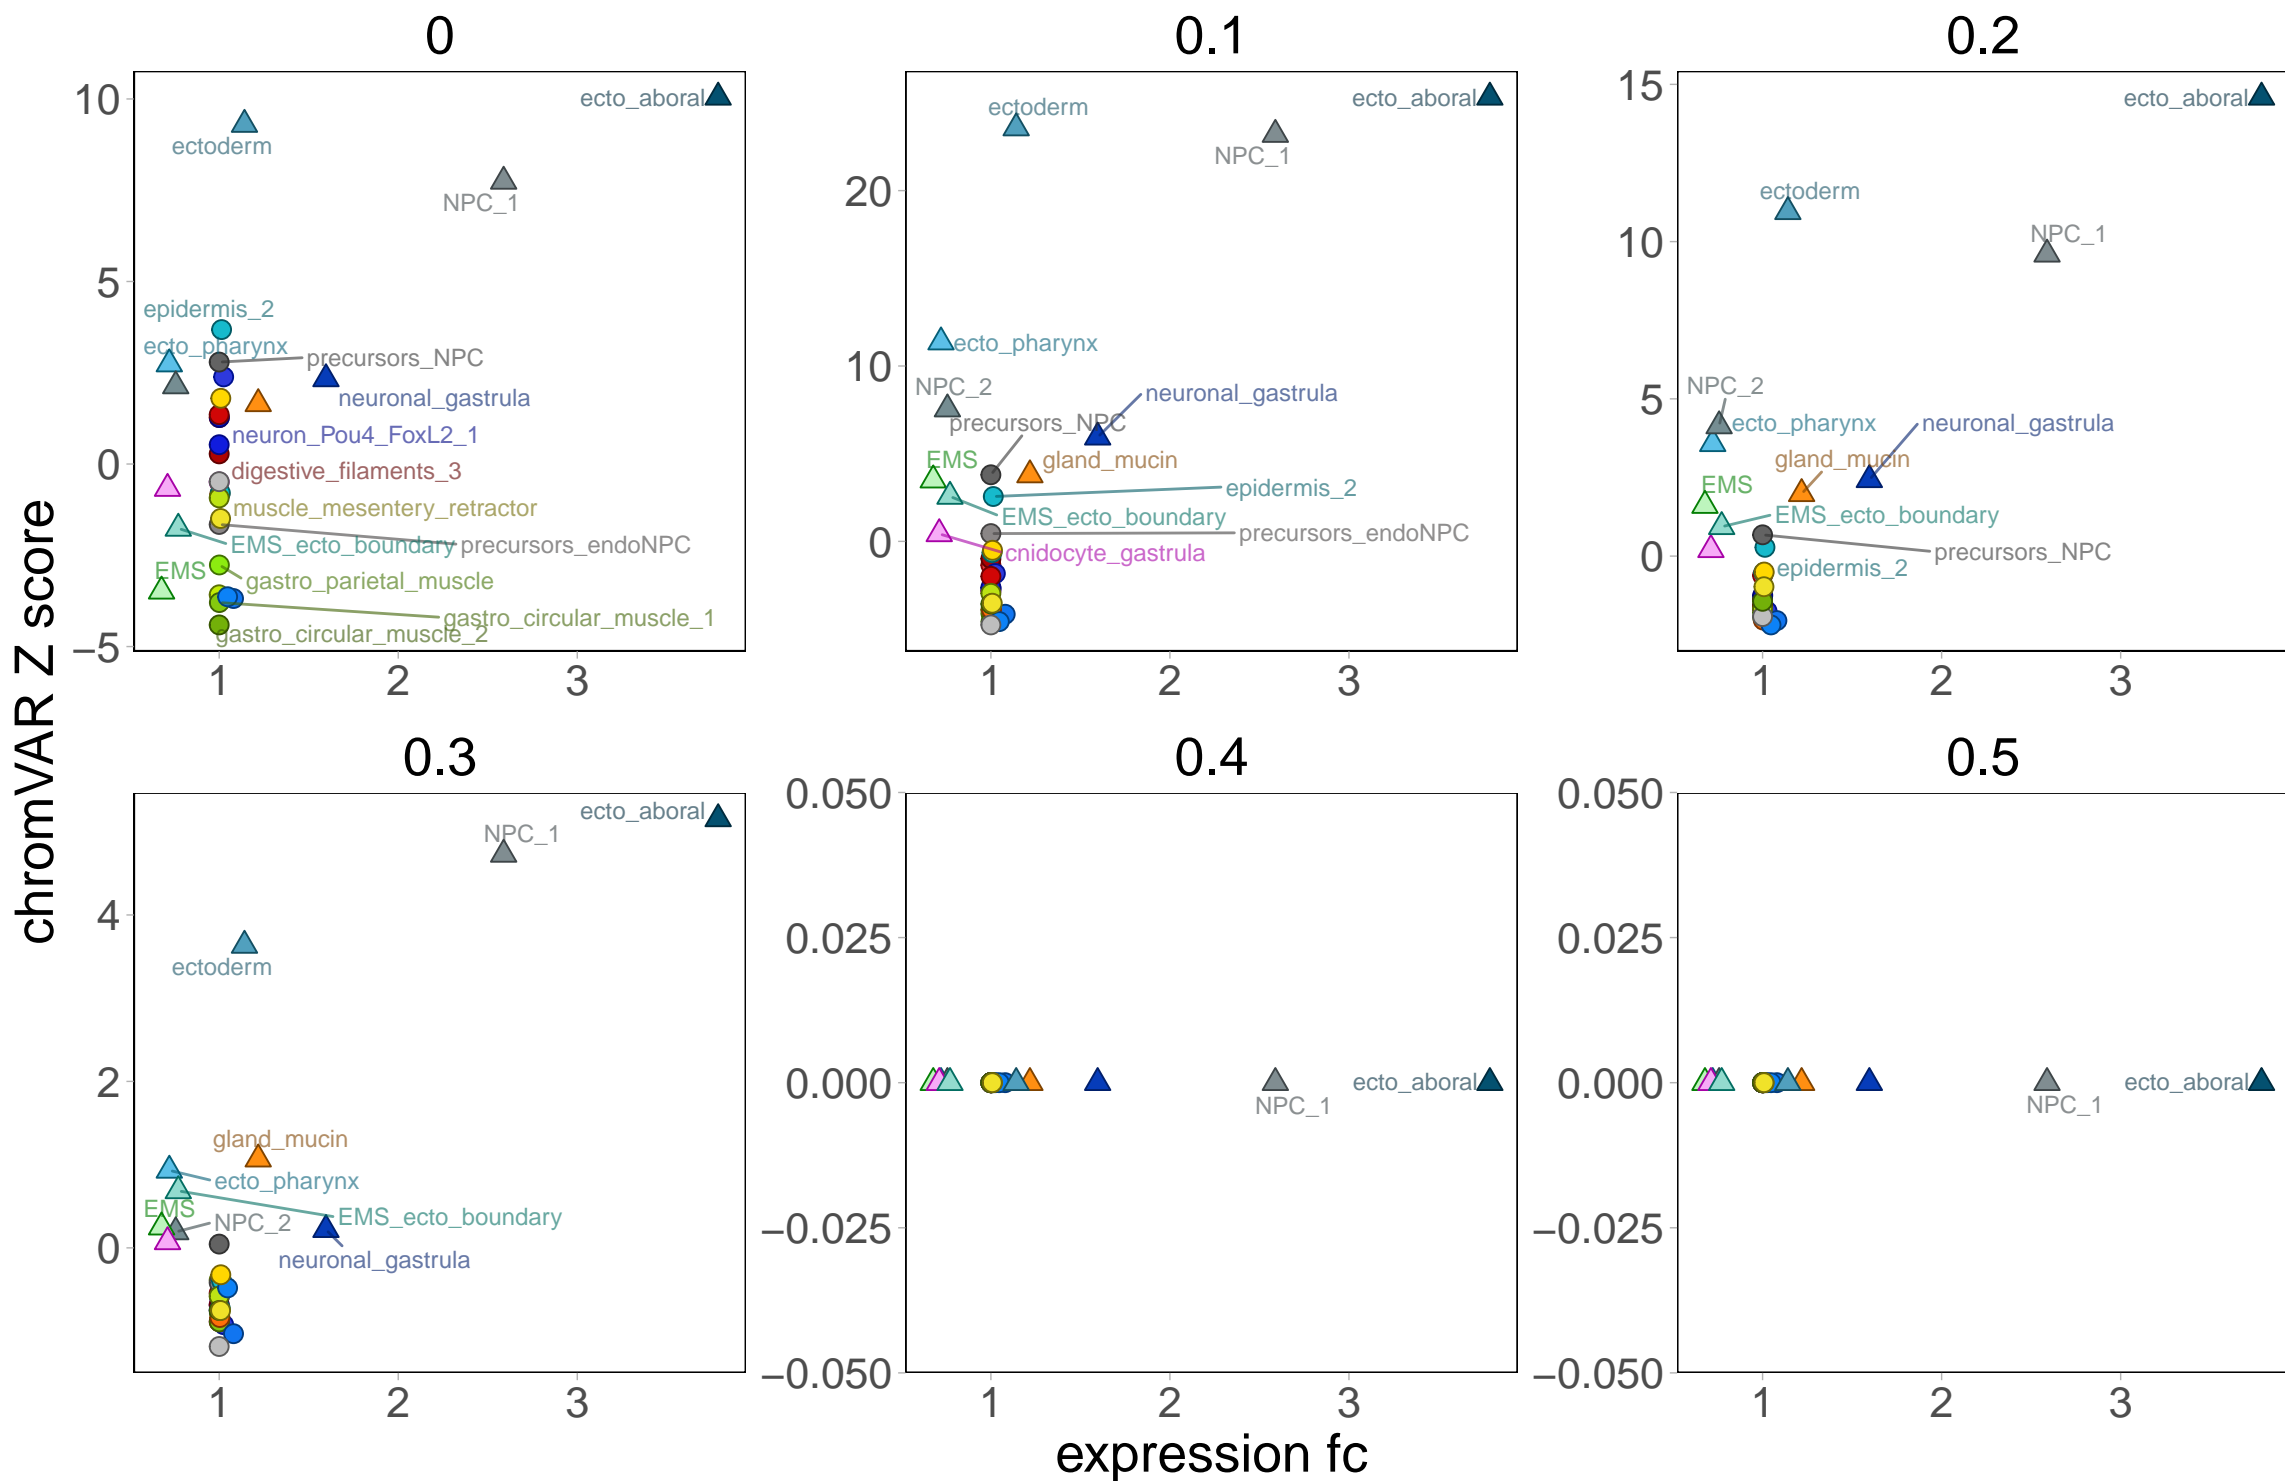 0
0.1
0.2
chromVAR Z score
10
5
0
−5
ecto_aboral
ectoderm
NPC_1
epidermis_2
ecto_pharynx
precursors_NPC
neuronal_gastrula
neuron_Pou4_FoxL2_1
digestive_filaments_3
muscle_mesentery_retractor
EMS_ecto_boundary
precursors_endoNPC
EMS
gastro_parietal_muscle
gastro_circular_muscle_1
gastro_circular_muscle_2
1
2
3
20
10
0
ecto_aboral
ectoderm
NPC_1
ecto_pharynx
NPC_2
neuronal_gastrula
precursors_NPC
EMS
gland_mucin
epidermis_2
EMS_ecto_boundary
precursors_endoNPC
cnidocyte_gastrula
1
2
3
15
10
5
0
ecto_aboral
ectoderm
NPC_1
NPC_2
ecto_pharynx
neuronal_gastrula
gland_mucin
EMS
EMS_ecto_boundary
precursors_NPC
epidermis_2
1
2
3
0.3
0.4
0.5
4
2
0
ecto_aboral
NPC_1
ectoderm
gland_mucin
ecto_pharynx
EMS
NPC_2
EMS_ecto_boundary
neuronal_gastrula
1
2
3
0.050
0.025
0.000
−0.025
−0.050
ecto_aboral
NPC_1
1
2
3
0.050
0.025
0.000
−0.025
−0.050
ecto_aboral
NPC_1
1
2
3
expression fc